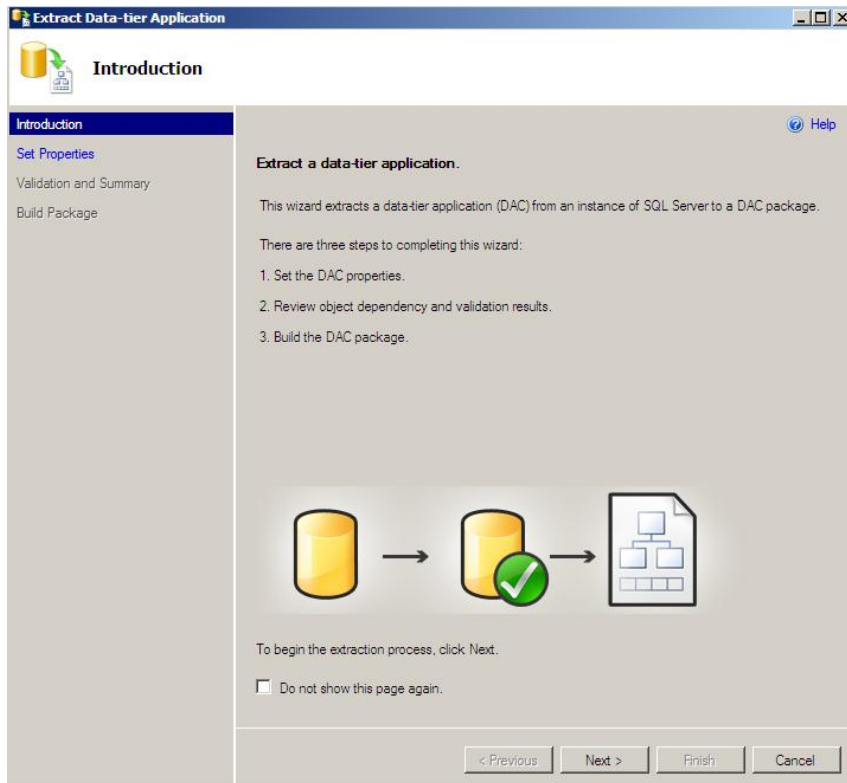 Extract Data-tier Application
Introduction
Introduction
Set Properties
Validation and Summary
Build Package
Help
Extract a data-tier application.
This wizard extracts a data-tier application (DAC) from an instance of SQL Server to a DAC package.
There are three steps to completing this wizard:
1. Set the DAC properties.
2. Review object dependency and validation results.
3. Build the DAC package.
To begin the extraction process, click Next.
Do not show this page again.
< Previous
Next >
Finish
Cancel